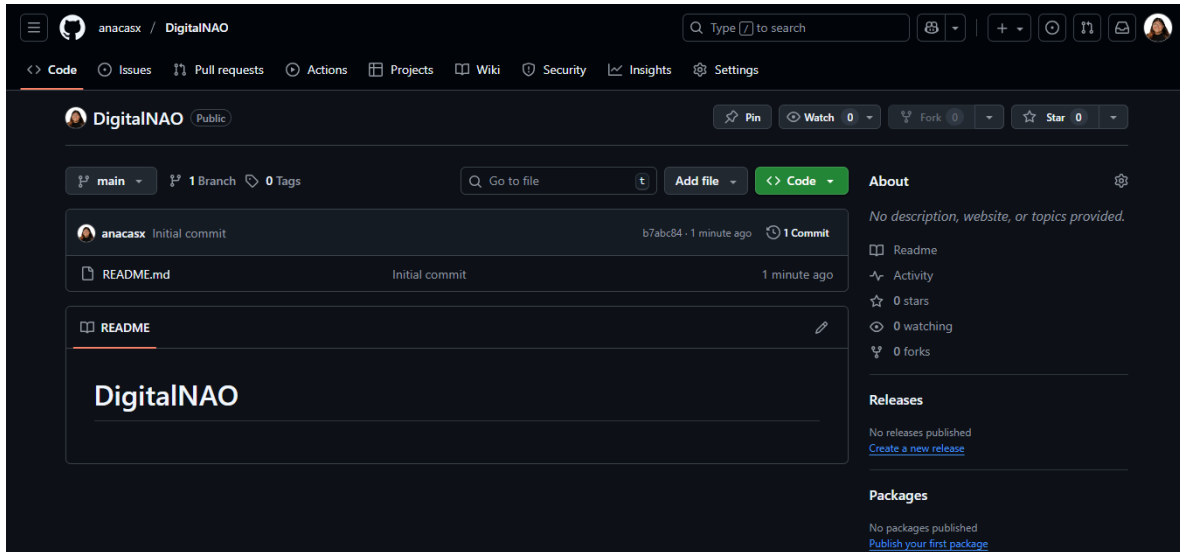 anacasx / DigitalNAO Type / to search
Code Issues Pull requests Actions Projects Wiki Security Insights Settings
DigitalNAO Public Pin Watch 0 Fork 0 Star 0
main 1 Branch 0 Tags Go to file t Add file Code
anacasx Initial commit b7abc84 · 1 minute ago 1 Commit
README.md Initial commit 1 minute ago
README
DigitalNAO
About
No description, website, or topics provided.
Readme
Activity
0 stars
0 watching
0 forks
Releases
No releases published
Create a new release
Packages
No packages published
Publish your first package